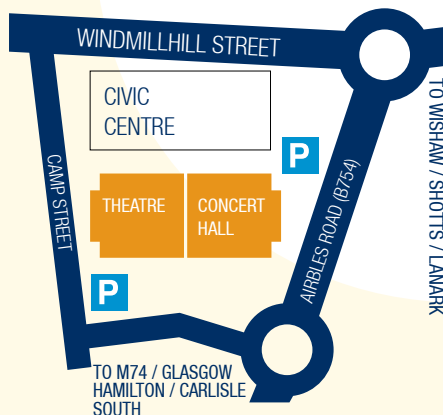 WINDMILLHILL STREET
CIVIC
CENTRE
P
TO WISHAW / SHOTTS / LANARK
CAMP STREET
THEATRE
CONCERT
HALL
AIRBLES ROAD (B754)
P
TO M74 / GLASGOW
HAMILTON / CARLISLE
SOUTH